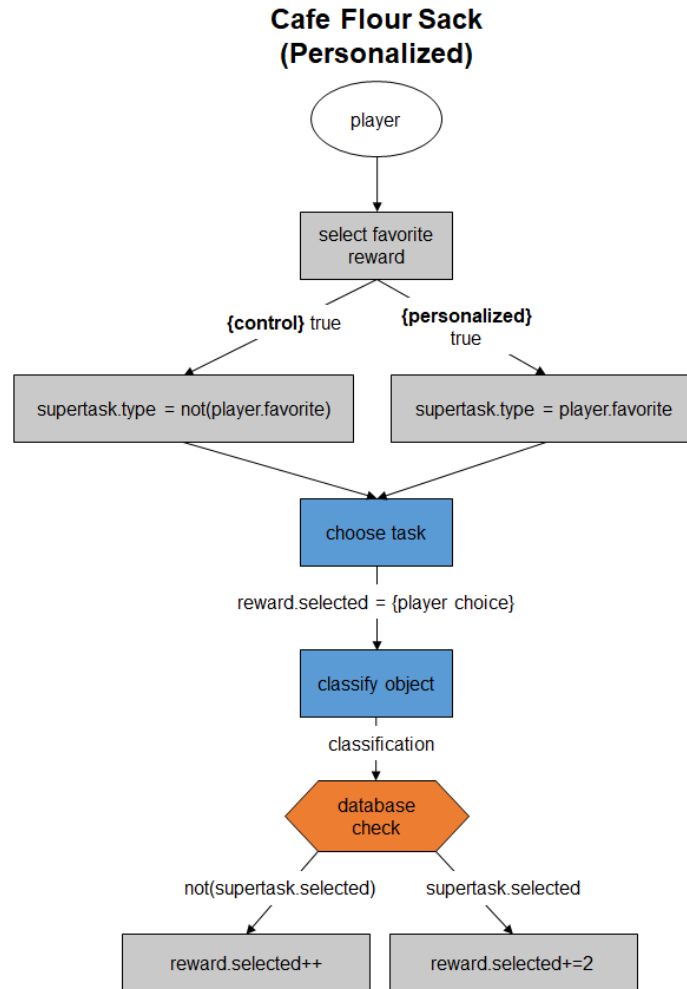 Cafe Flour Sack
(Personalized)
player
select favorite
reward
{control} true
{personalized}
true
supertask.type = not(player.favorite)
supertask.type = player.favorite
choose task
reward.selected = {player choice}
classify object
classification
database
check
not(supertask.selected)
supertask.selected
reward.selected++
reward.selected+=2